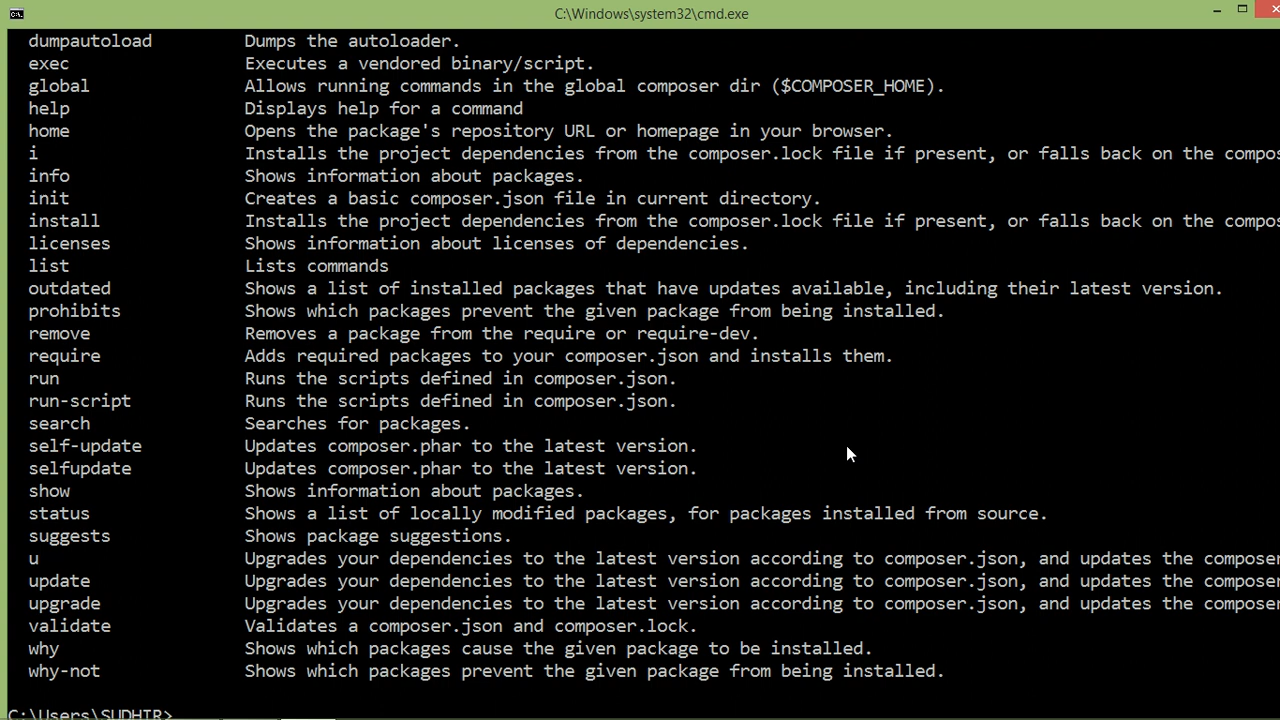 C:\Windows\system32\cmd.exe
dumpautoload Dumps the autoloader.
exec Executes a vendored binary/script.
global Allows running commands in the global composer dir ($COMPOSER_HOME).
help Displays help for a command
home Opens the package's repository URL or homepage in your browser.
i Installs the project dependencies from the composer.lock file if present, or falls back on the compos
info Shows information about packages.
init Creates a basic composer.json file in current directory.
install Installs the project dependencies from the composer.lock file if present, or falls back on the compos
licenses Shows information about licenses of dependencies.
list Lists commands
outdated Shows a list of installed packages that have updates available, including their latest version.
prohibits Shows which packages prevent the given package from being installed.
remove Removes a package from the require or require-dev.
require Adds required packages to your composer.json and installs them.
run Runs the scripts defined in composer.json.
run-script Runs the scripts defined in composer.json.
search Searches for packages.
self-update Updates composer.phar to the latest version.
selfupdate Updates composer.phar to the latest version.
show Shows information about packages.
status Shows a list of locally modified packages, for packages installed from source.
suggests Shows package suggestions.
u Upgrades your dependencies to the latest version according to composer.json, and updates the composer
update Upgrades your dependencies to the latest version according to composer.json, and updates the composer
upgrade Upgrades your dependencies to the latest version according to composer.json, and updates the composer
validate Validates a composer.json and composer.lock.
why Shows which packages cause the given package to be installed.
why-not Shows which packages prevent the given package from being installed.
C:\Users\SUDHIR>